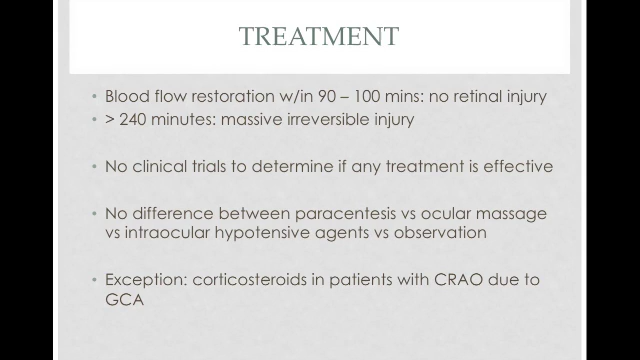 TREATMENT
• Blood flow restoration w/in 90 – 100 mins: no retinal injury
• > 240 minutes: massive irreversible injury
• No clinical trials to determine if any treatment is effective
• No difference between paracentesis vs ocular massage
vs intraocular hypotensive agents vs observation
• Exception: corticosteroids in patients with CRAO due to
GCA